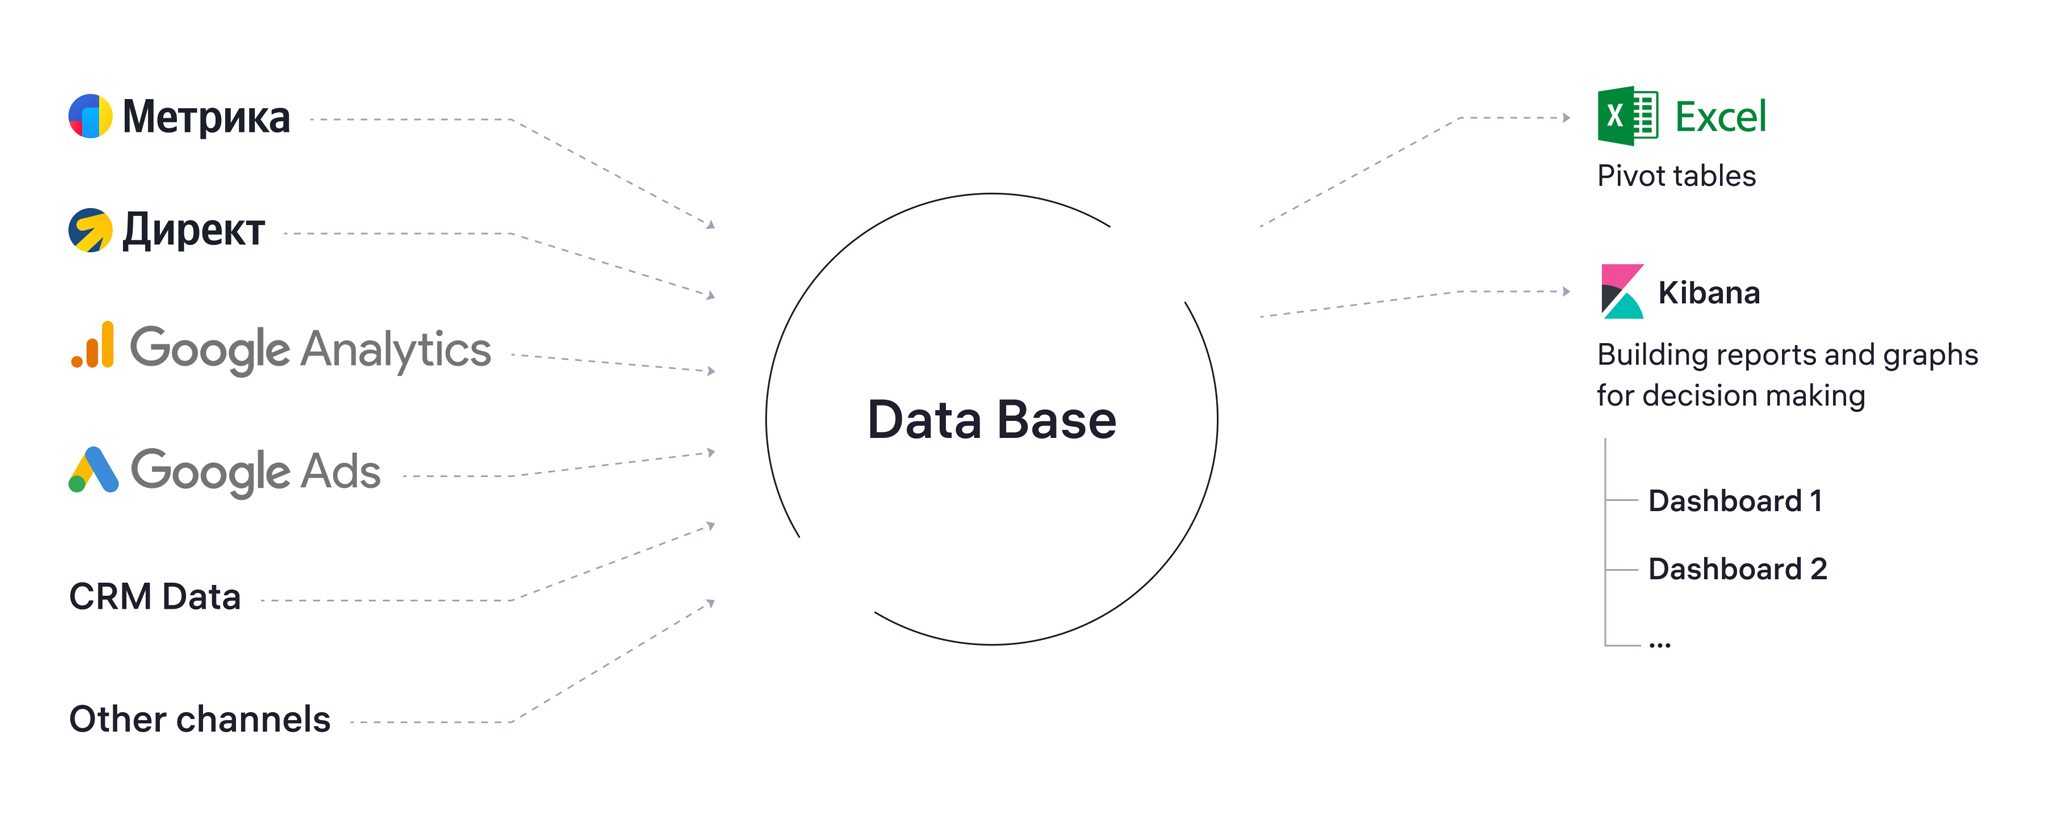 Метрика
Директ
Google Analytics
Google Ads
CRM Data
Other channels
Data Base
X Excel
Pivot tables
Kibana
Building reports and graphs
for decision making
Dashboard 1
Dashboard 2
...